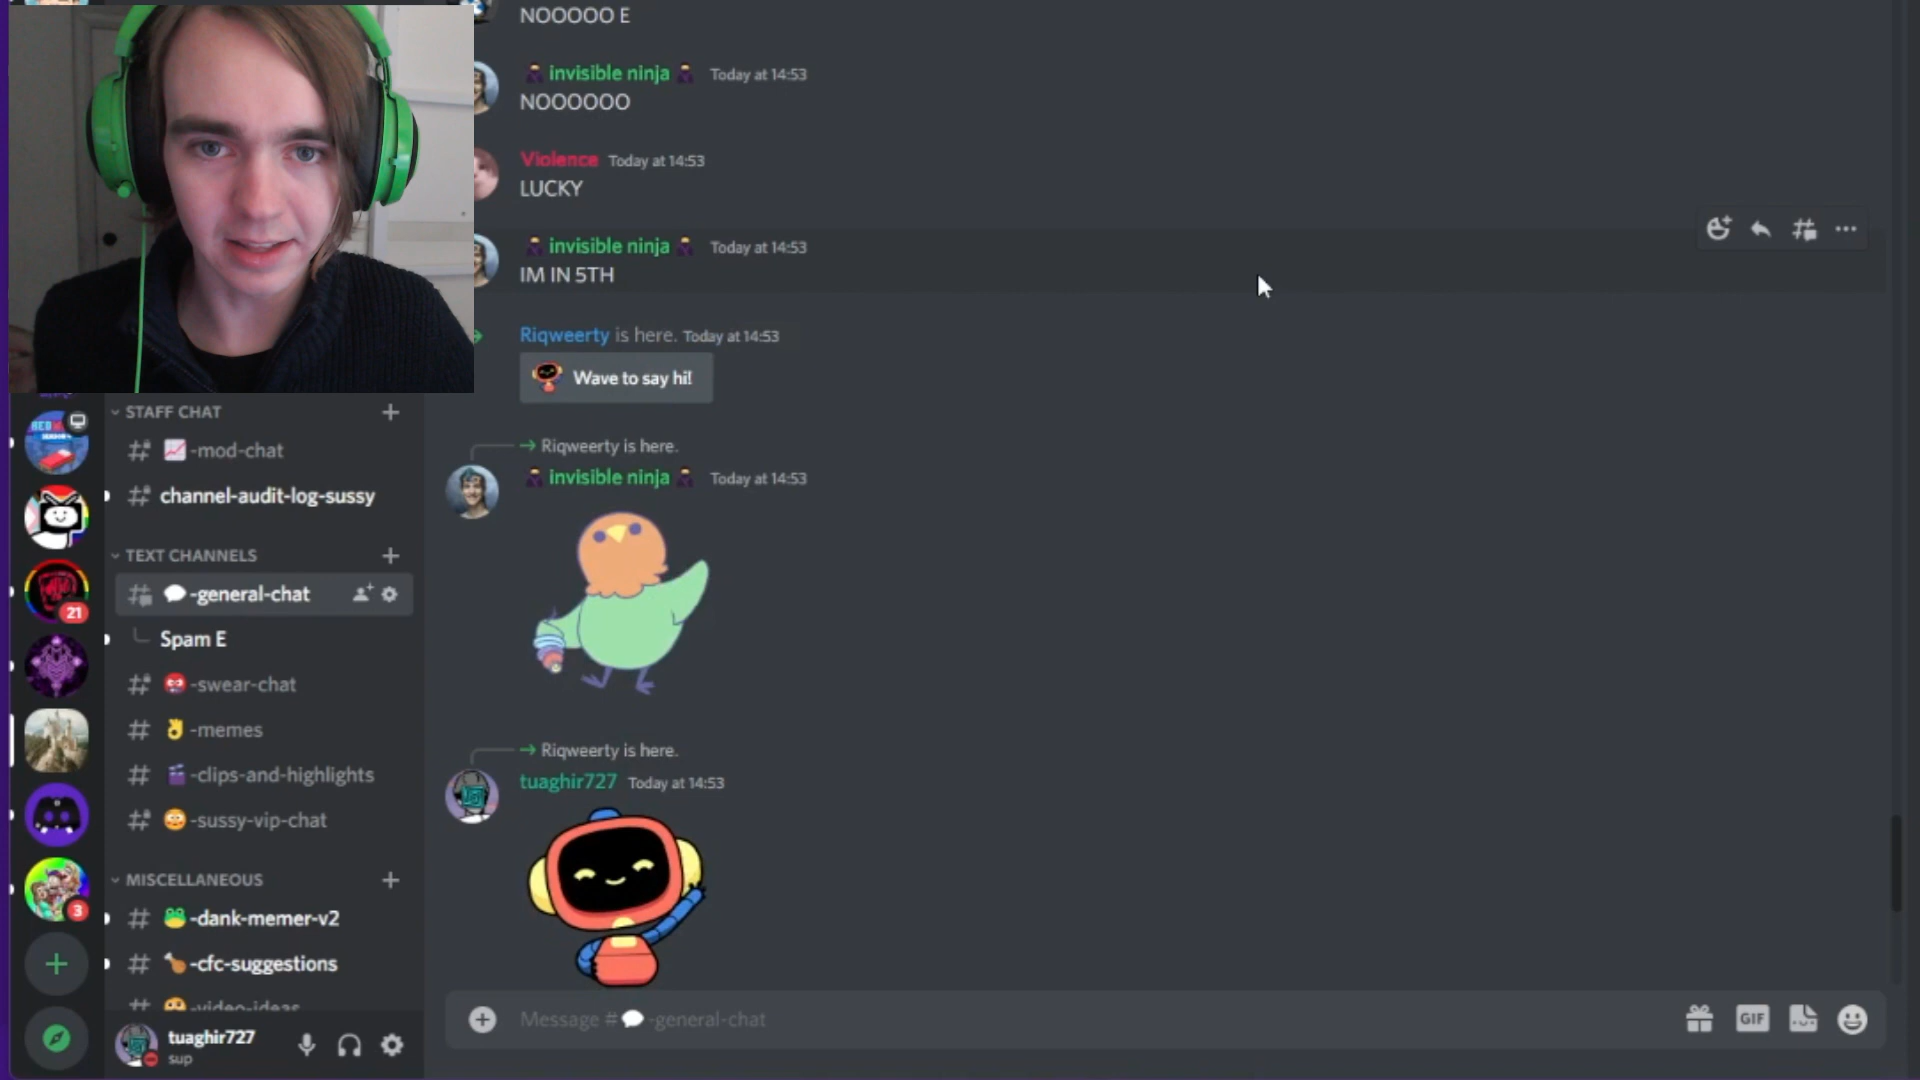 NOOOOO E
invisible ninja Today at 14:53
NOOOOOO
Violence Today at 14:53
LUCKY
invisible ninja Today at 14:53
IM IN 5TH
Riqweerty is here. Today at 14:53
Wave to say hi!
Riqweerty is here.
invisible ninja Today at 14:53
Riqweerty is here.
tuaghir727 Today at 14:53
Message # -general-chat
GIF
STAFF CHAT
-mod-chat
channel-audit-log-sussy
TEXT CHANNELS
-general-chat
Spam E
-swear-chat
-memes
-clips-and-highlights
-sussy-vip-chat
MISCELLANEOUS
-dank-memer-v2
-cfc-suggestions
-video-ideas
tuaghir727
sup
21
3